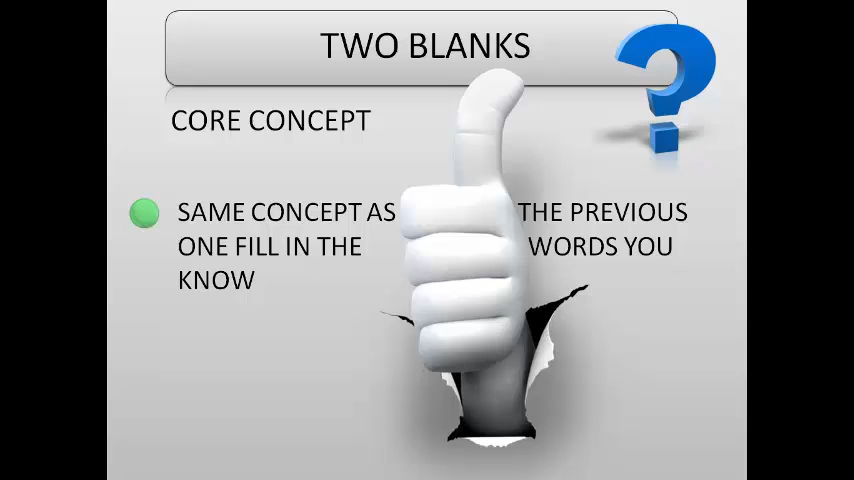 TWO BLANKS
CORE CONCEPT
SAME CONCEPT AS THE PREVIOUS
ONE FILL IN THE WORDS YOU
KNOW